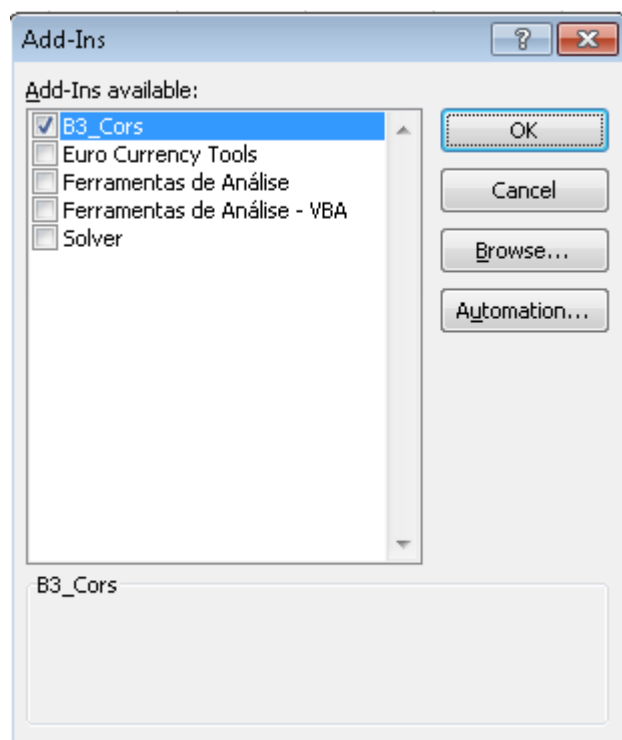 Add-Ins
Add-Ins available:
B3_Cors
Euro Currency Tools
Ferramentas de Análise
Ferramentas de Análise - VBA
Solver
OK
Cancel
Browse...
Automation...
B3_Cors